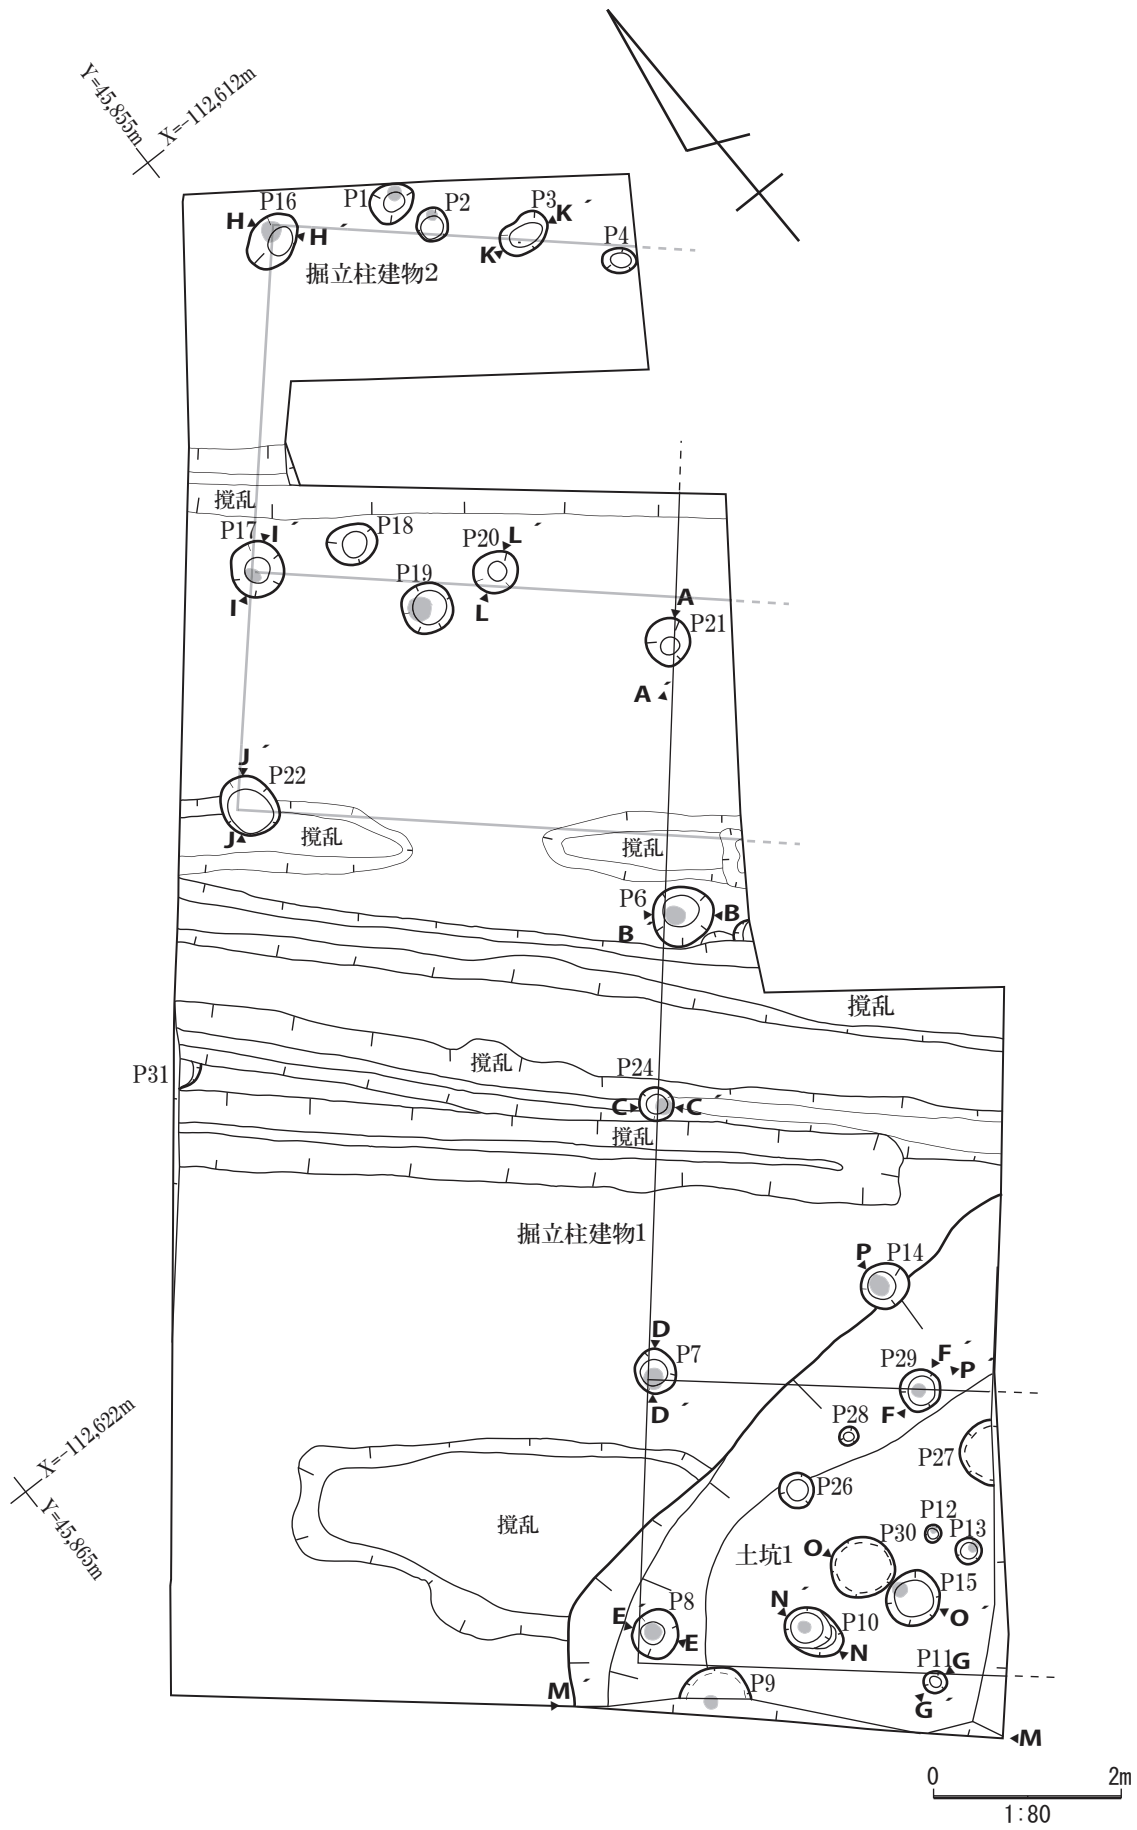 Y=45,855m
X=-112,612m
P16
P1
P2
P3
P4
H
H´
K´
K
掘立柱建物2
撹乱
P17
I´
I
P18
P19
P20
L´
L
A
P21
A´
J´
P22
J
撹乱
撹乱
P6
B
B´
撹乱
撹乱
P31
P24
C
C´
撹乱
掘立柱建物1
P
P14
D
P7
D´
P29
F´
P´
F
P28
P27
P26
X=-112,622m
Y=45,865m
撹乱
P12
P13
P30
土坑1
O
P15
O´
N´
P10
N
P8
E´
E
P11
G
G´
P9
M´
M
0
2m
1:80